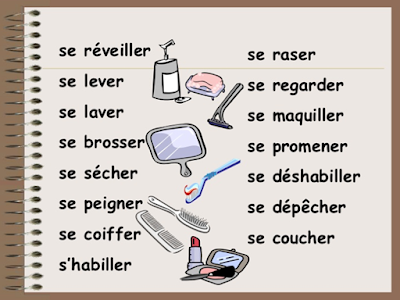 se réveiller
se lever
se laver
se brosser
se sécher
se peigner
se coiffer
s'habiller
se raser
se regarder
se maquiller
se promener
se déshabiller
se dépêcher
se coucher